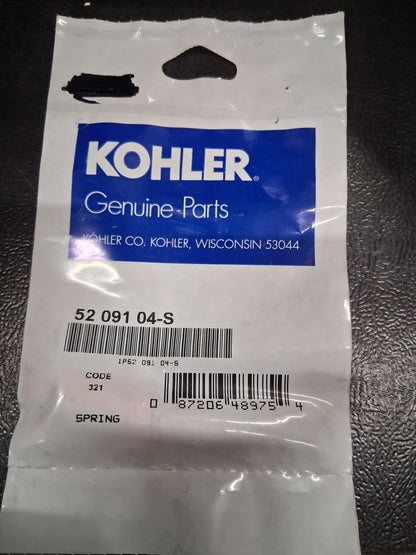 KOHLER®
Genuine Parts
KOHLER CO. KOHLER, WISCONSIN 53044
52 091 04-S
1P52 091 04-S
CODE
321
0 87206 48975 4
SPRING